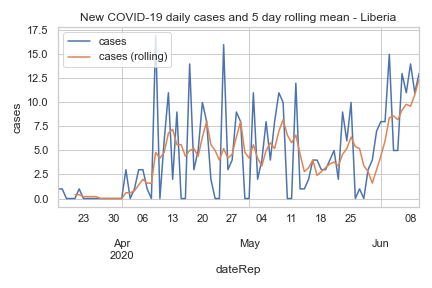 New COVID-19 daily cases and 5 day rolling mean - Liberia
cases
cases (rolling)
17.5
15.0
12.5
10.0
7.5
5.0
2.5
0.0
cases
23
30
06
13
20
27
04
11
18
25
08
Apr
2020
May
Jun
dateRep